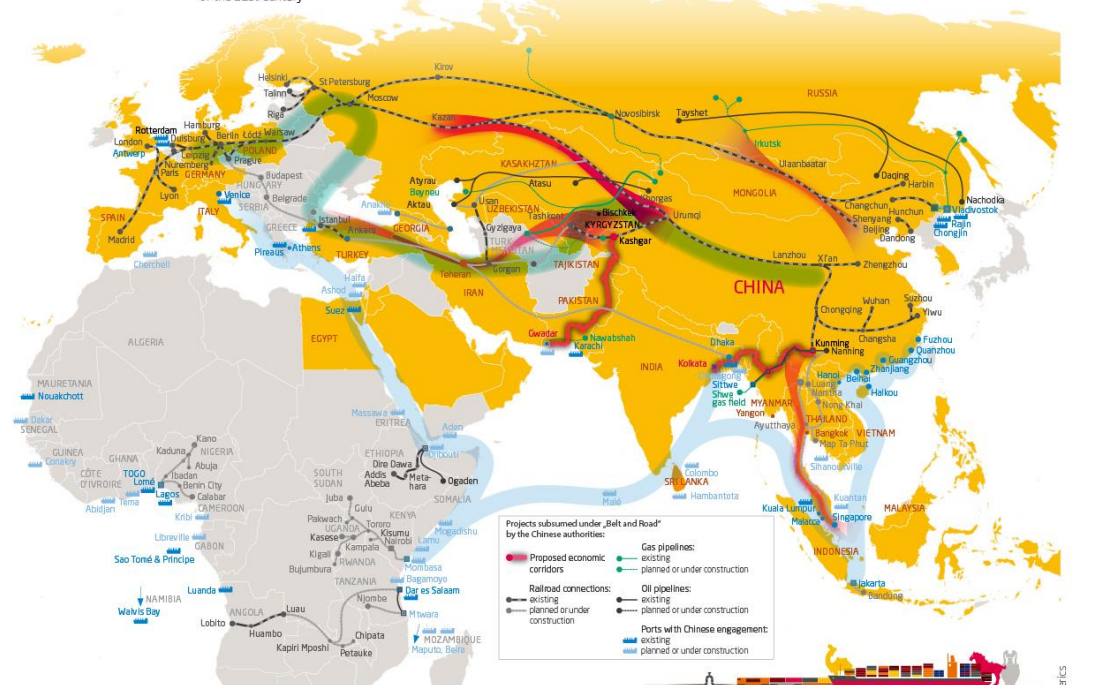 Helsinki
Talinn
Riga
St Petersburg
Kirov
Moscow
Kazan
Novosibirsk
Tayshet
RUSSIA
Irkutsk
Ulaanbaatar
Daqing
Harbin
Nachodka
Vladivostok
Rajin
Chongjin
Changchun
Hunchun
Shenyang
Beijing
Dandong
MONGOLIA
Hamburg
Rotterdam
London
Duisburg
Berlin
Łódź
Warsaw
Antwerp
Leipzig
POLAND
Nuremberg
Prague
Paris
GERMANY
Budapest
HUNGARY
Lyon
Venice
SERBIA
Belgrade
SPAIN
ITALY
Madrid
GREECE
Istanbul
Ankara
Anaklia
GEORGIA
Piraeus
Athens
TURKEY
KASAKHZTAN
Atyrau
Beyneu
Aktau
Atasu
Khorgas
Usan
UZBEKISTAN
Tashkent
Bischkek
Urumqi
Gyzigaya
KYRGYZSTAN
Kashgar
Teheran
Gorgan
TAJIKISTAN
IRAN
PAKISTAN
Lanzhou
Xi'an
Zhengzhou
CHINA
Wuhan
Suzhou
Chongqing
Yiwu
Changsha
Fuzhou
Quanzhou
Guangzhou
Zhanjiang
Kunming
Nanning
Hanoi
Beihai
Haikou
Cherchell
Haifa
Ashod
Suez
EGYPT
Gwadar
Nawabshah
Karachi
INDIA
Dhaka
Kolkata
Sittwe
Shwe
gas field
MYANMAR
Yangon
Luang
Namtha
Nong Khai
THAILAND
Ayutthaya
Bangkok
VIETNAM
Map Ta Phut
Sihanoukville
ALGERIA
MAURETANIA
Nouakchott
Dakar
SENEGAL
GUINEA
Conakry
Massawa
ERITREA
Aden
Djibouti
ETHIOPIA
Dire Dawa
Addis
Abeba
Meta-
hara
Ogaden
SOMALIA
Kano
Kaduna
NIGERIA
Abuja
GHANA
TOGO
Ibadan
CÔTE
D'IVOIRE
Lomé
Benin City
Lagos
Calabar
Tema
Abidjan
CAMEROON
Kribi
Libreville
GABON
Sao Tomé & Principe
SOUTH
SUDAN
Juba
Gulu
Pakwach
Tororo
UGANDA
KENYA
Kasese
Kisumu
Kampala
Nairobi
Kigali
RWANDA
Bujumbura
Mogadishu
Lamu
Mombasa
TANZANIA
Bagamoyo
Dar es Salaam
Njombe
Mtwara
NAMIBIA
Walvis Bay
Luanda
ANGOLA
Luau
Lobito
Huambo
Kapiri Mposhi
Chipata
Petauke
MOZAMBIQUE
Maputo, Beira
Colombo
SRI LANKA
Hambantota
Malé
Kuala Lumpur
Malacca
Kuantan
Singapore
MALAYSIA
INDONESIA
Jakarta
Bandung
Projects subsumed under „Belt and Road"
by the Chinese authorities:
Proposed economic
corridors
Railroad connections:
existing
planned or under
construction
Gas pipelines:
existing
planned or under construction
Oil pipelines:
existing
planned or under construction
Ports with Chinese engagement:
existing
planned or under construction